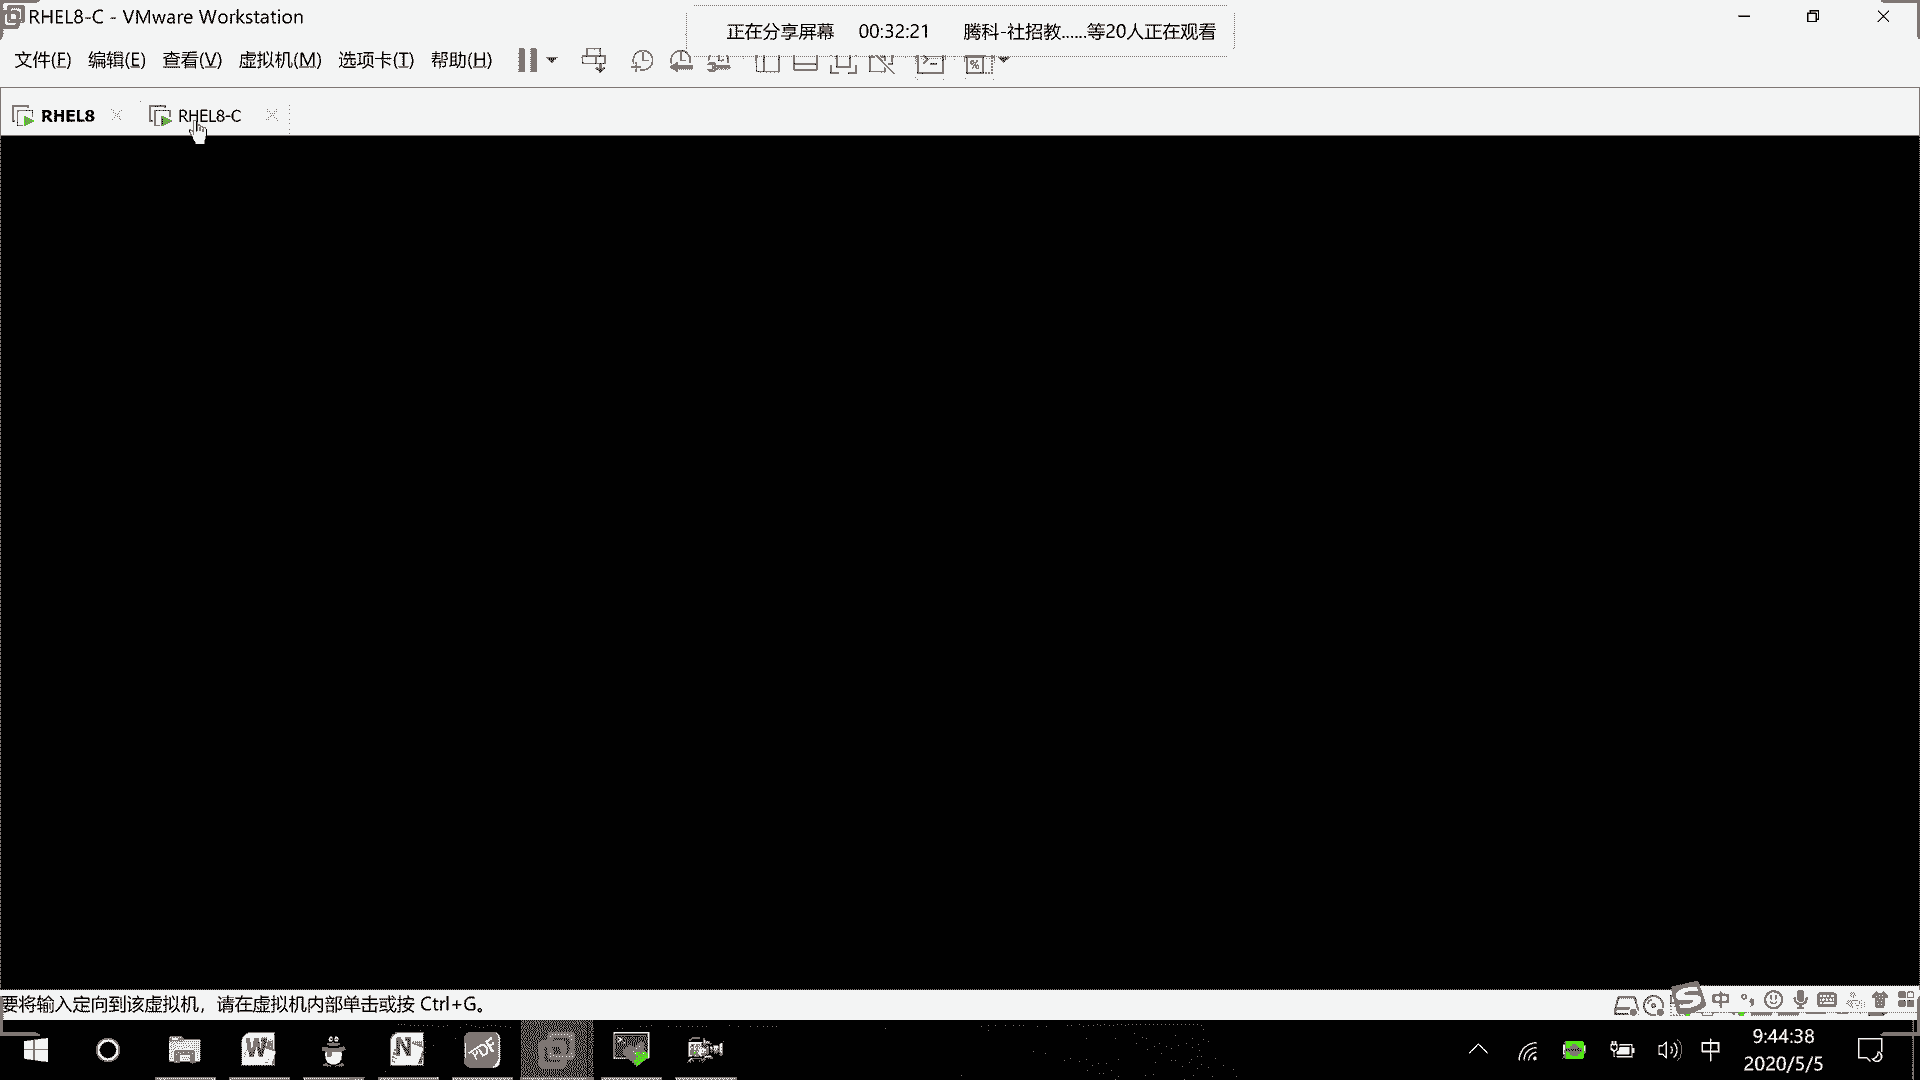 RHEL8-C - VMware Workstation
正在分享屏幕 00:32:21 腾科-社招教......等20人正在观看
文件(F) 编辑(E) 查看(V) 虚拟机(M) 选项卡(T) 帮助(H)
RHEL8 RHEL8-C
要将输入定向到该虚拟机，请在虚拟机内部单击或按 Ctrl+G。
中
W N PDF 中
9:44:38
2020/5/5